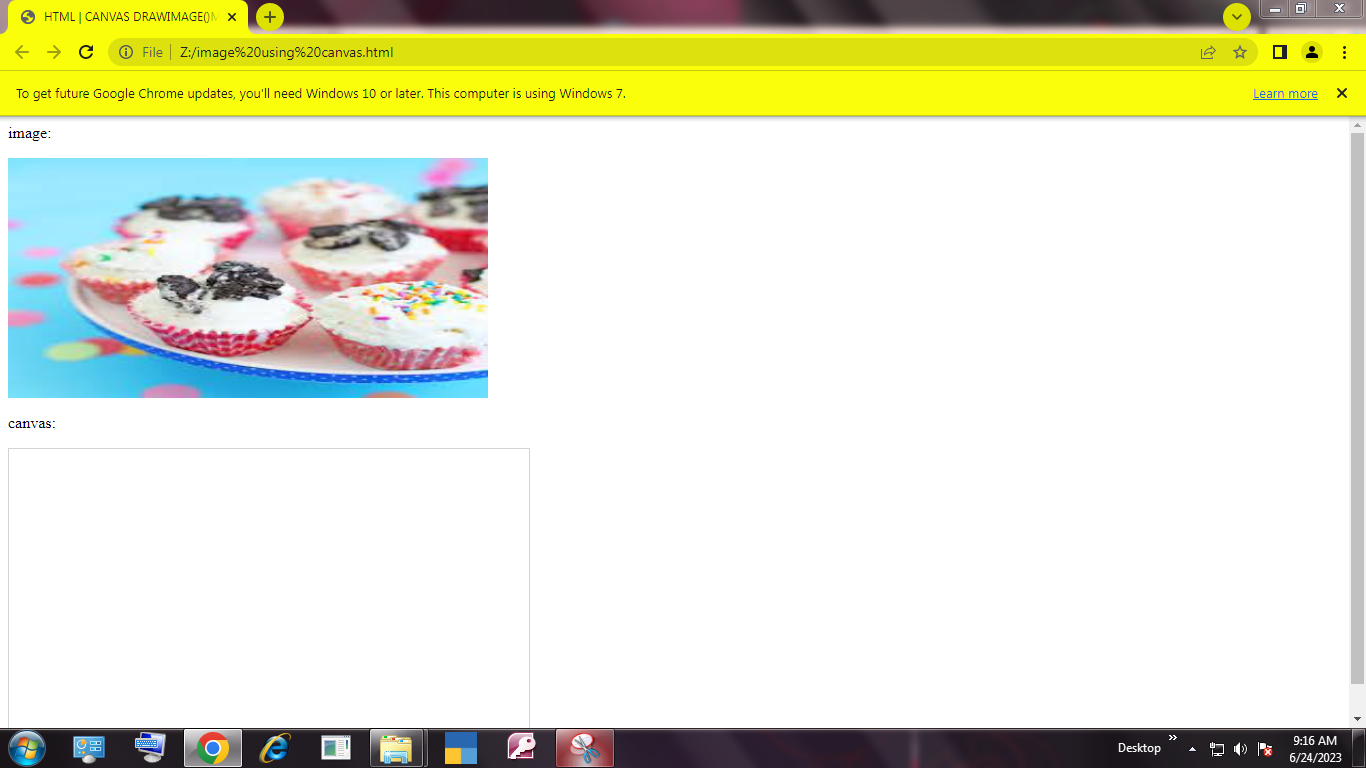 HTML | CANVAS DRAWIMAGE()M
File Z:/image%20using%20canvas.html
To get future Google Chrome updates, you'll need Windows 10 or later. This computer is using Windows 7. Learn more
image:
canvas:
Desktop
9:16 AM
6/24/2023